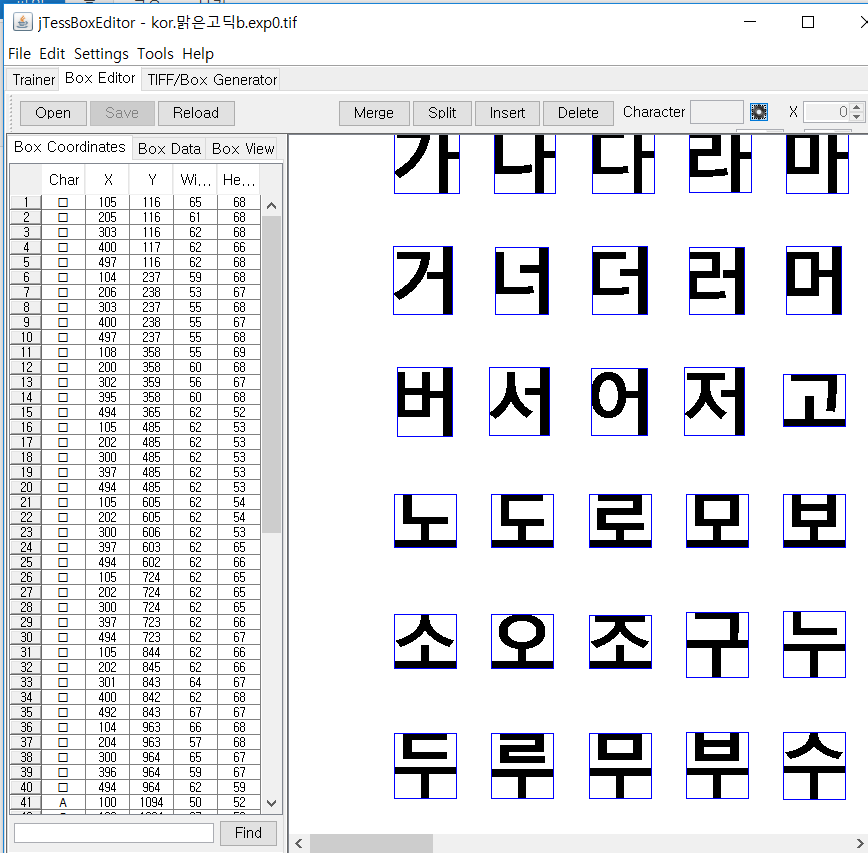 jTessBoxEditor - kor.맑은고딕b.exp0.tif
File Edit Settings Tools Help
Trainer Box Editor TIFF/Box Generator
Open Save Reload Merge Split Insert Delete Character X 0
Box Coordinates Box Data Box View
Char X Y Wi... He...
1 □ 105 116 65 68
2 □ 205 116 61 68
3 □ 303 116 62 68
4 □ 400 117 62 66
5 □ 497 116 62 68
6 □ 104 237 59 68
7 □ 206 238 53 67
8 □ 303 237 55 68
9 □ 400 238 55 67
10 □ 497 237 55 68
11 □ 108 358 55 69
12 □ 200 358 60 68
13 □ 302 359 56 67
14 □ 395 358 60 68
15 □ 494 365 62 52
16 □ 105 485 62 53
17 □ 202 485 62 53
18 □ 300 485 62 53
19 □ 397 485 62 53
20 □ 494 485 62 53
21 □ 105 605 62 54
22 □ 202 605 62 54
23 □ 300 606 62 53
24 □ 397 603 62 65
25 □ 494 602 62 66
26 □ 105 724 62 65
27 □ 202 724 62 65
28 □ 300 724 62 65
29 □ 397 723 62 66
30 □ 494 723 62 67
31 □ 105 844 62 66
32 □ 202 845 62 66
33 □ 301 843 64 67
34 □ 400 842 62 68
35 □ 492 843 67 67
36 □ 104 963 66 68
37 □ 204 963 57 68
38 □ 300 964 65 67
39 □ 396 964 59 67
40 □ 494 964 62 59
41 A 100 1094 50 52
Find
가 나 다 라 마
거 너 더 러 머
버 서 어 저 고
노 도 로 모 보
소 오 조 구 누
두 루 무 부 수